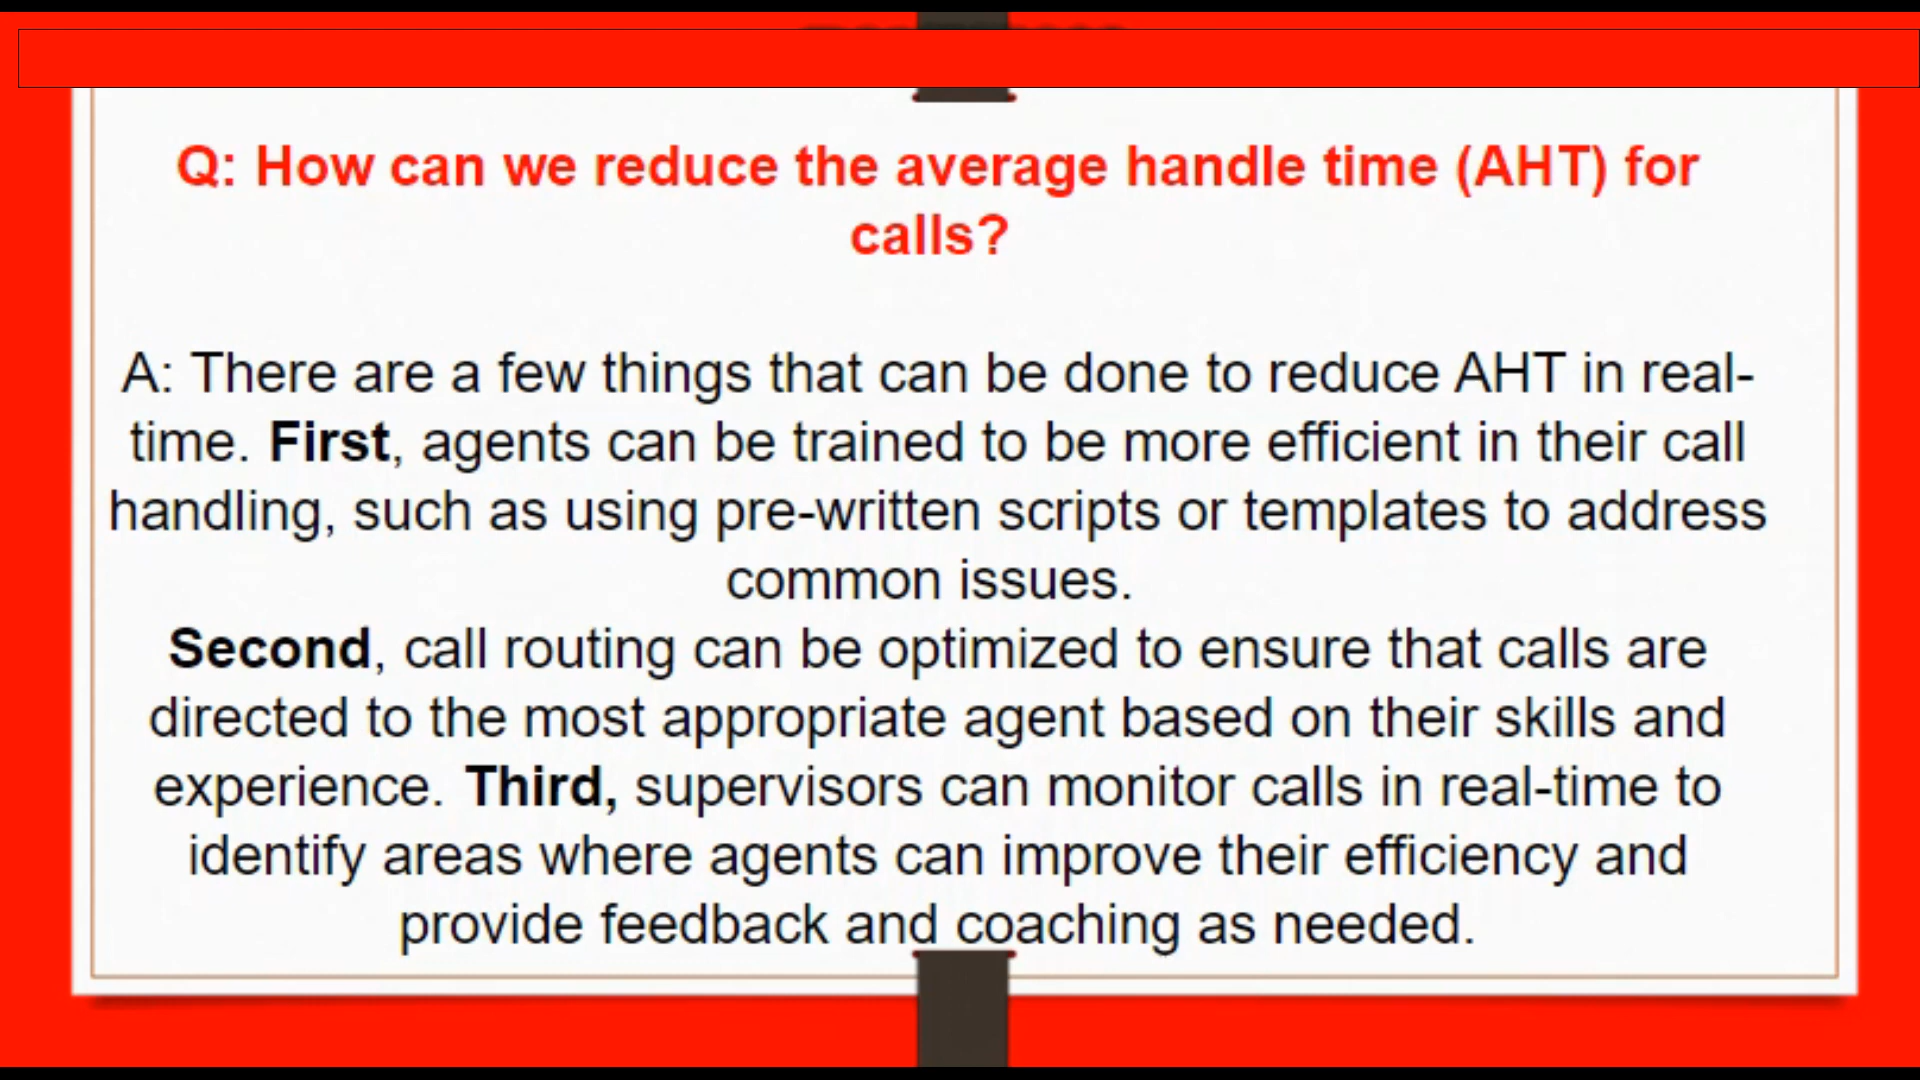 Q: How can we reduce the average handle time (AHT) for
calls?
A: There are a few things that can be done to reduce AHT in real-
time. First, agents can be trained to be more efficient in their call
handling, such as using pre-written scripts or templates to address
common issues.
Second, call routing can be optimized to ensure that calls are
directed to the most appropriate agent based on their skills and
experience. Third, supervisors can monitor calls in real-time to
identify areas where agents can improve their efficiency and
provide feedback and coaching as needed.